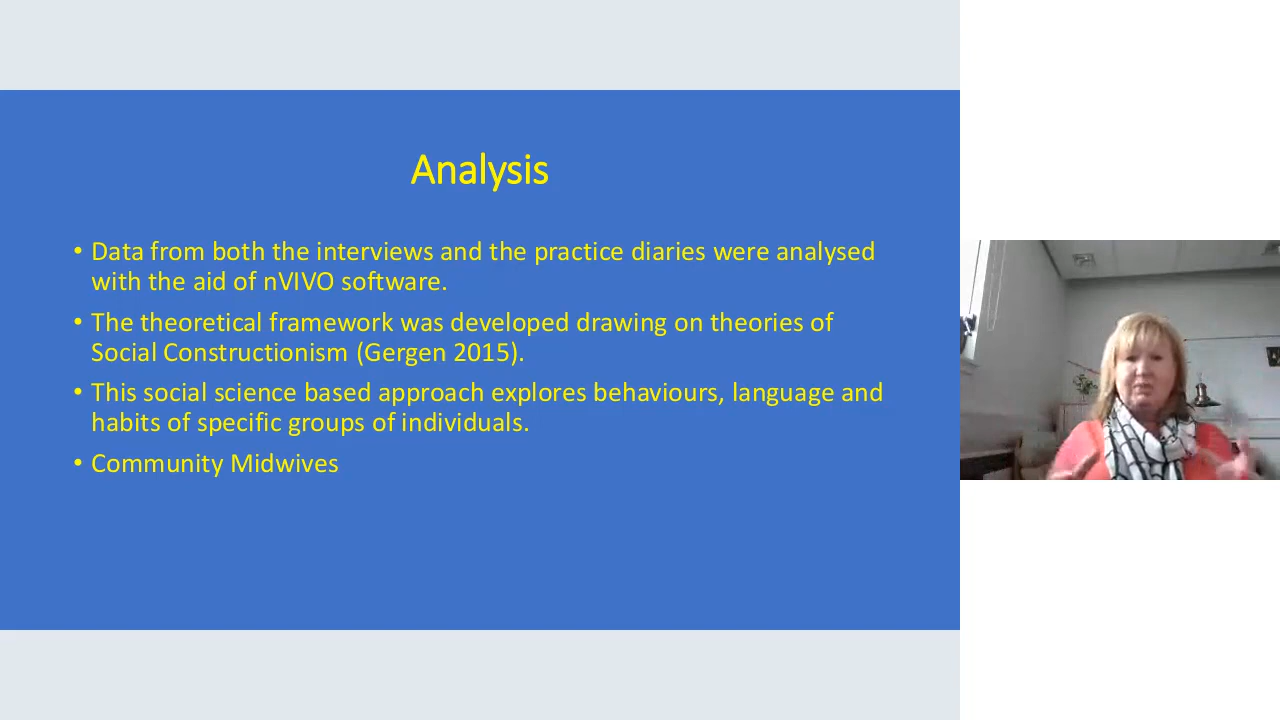 Analysis
• Data from both the interviews and the practice diaries were analysed
with the aid of nVIVO software.
• The theoretical framework was developed drawing on theories of
Social Constructionism (Gergen 2015).
• This social science based approach explores behaviours, language and
habits of specific groups of individuals.
• Community Midwives